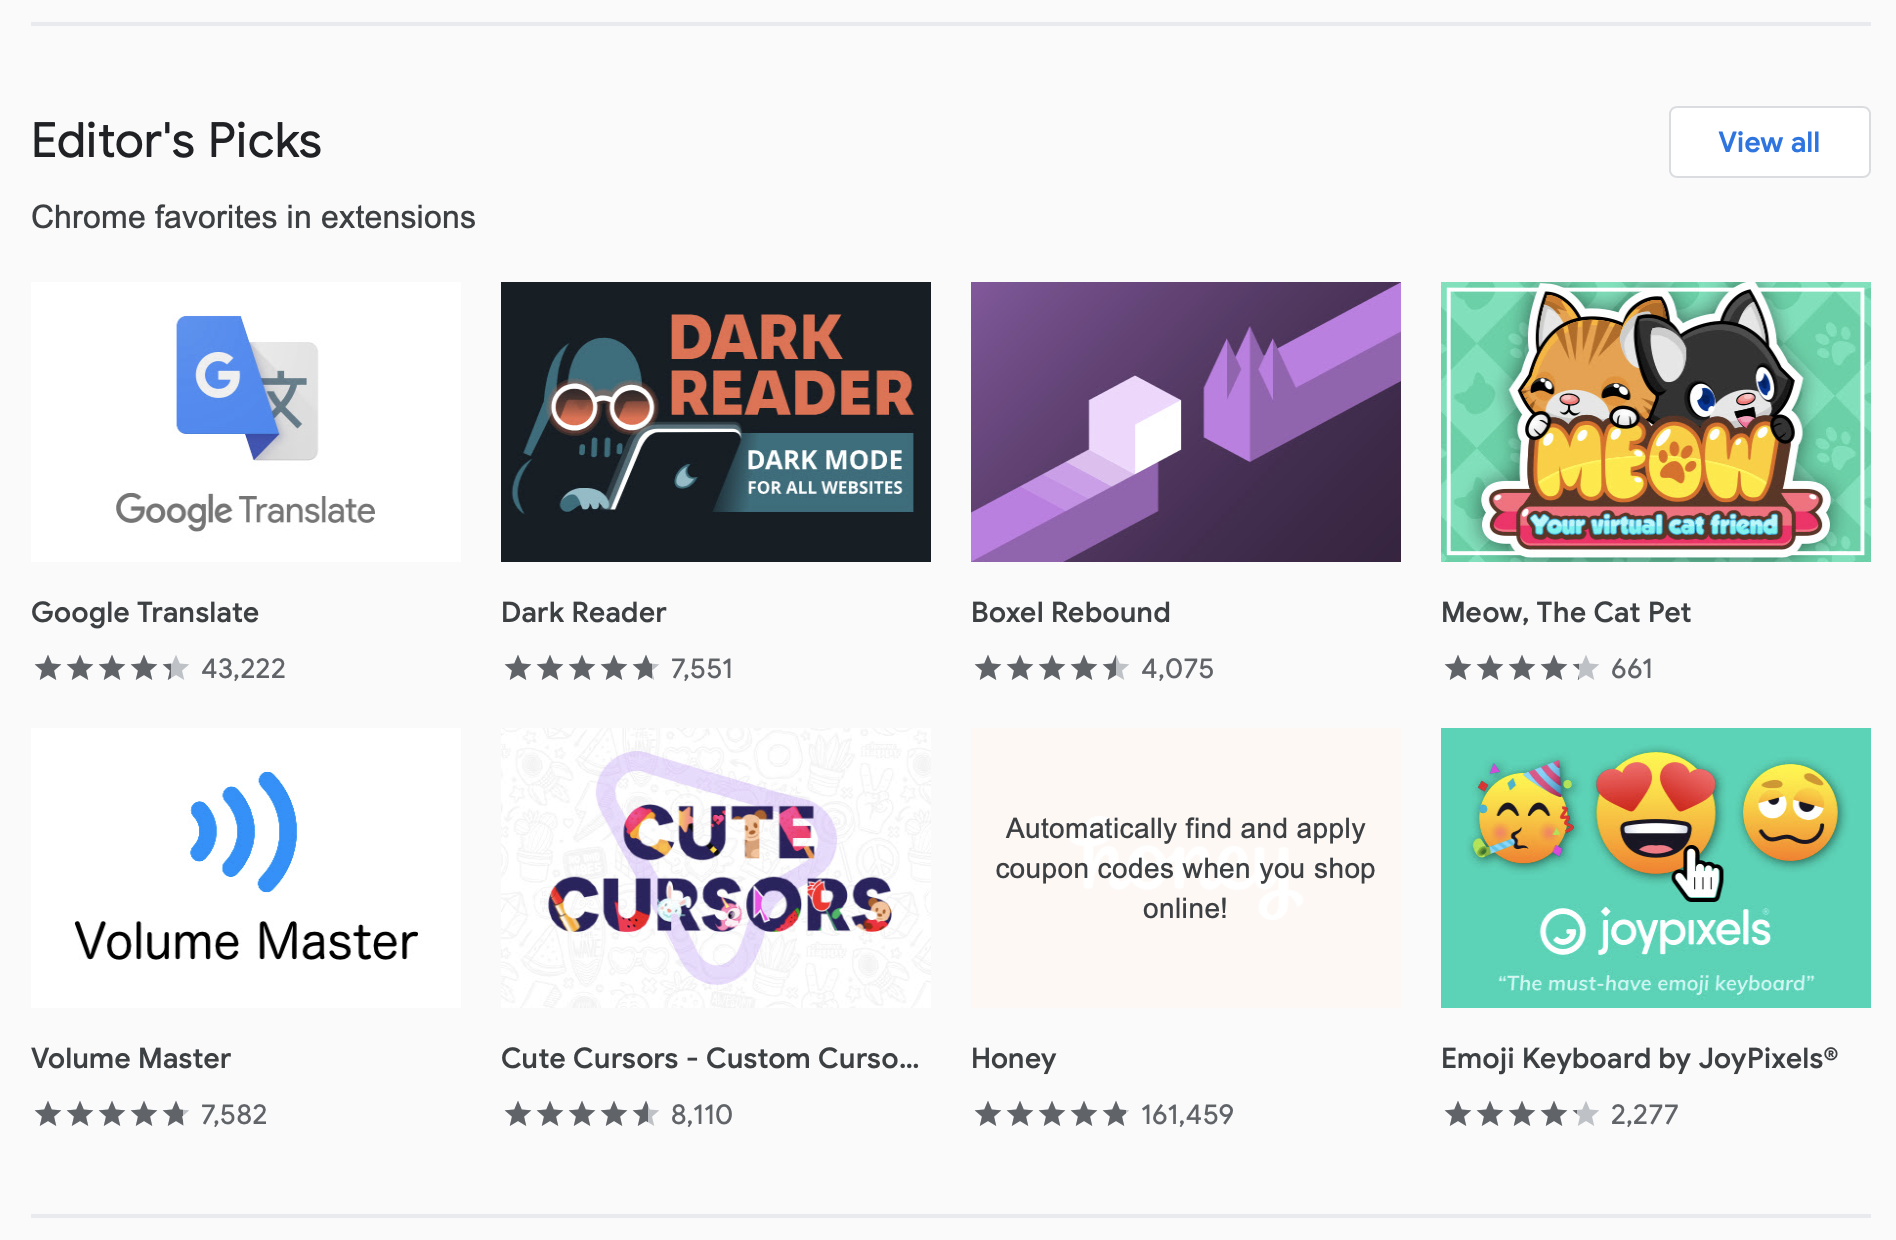 Editor's Picks
View all
Chrome favorites in extensions
G 文
Google Translate
DARK
READER
DARK MODE
FOR ALL WEBSITES
MEOW
Your virtual cat friend
Google Translate
43,222
Dark Reader
7,551
Boxel Rebound
4,075
Meow, The Cat Pet
661
Volume Master
CUTE
CURSORS
honey
Automatically find and apply
coupon codes when you shop
online!
joypixels®
“The must-have emoji keyboard”
Volume Master
7,582
Cute Cursors - Custom Curso...
8,110
Honey
161,459
Emoji Keyboard by JoyPixels®
2,277